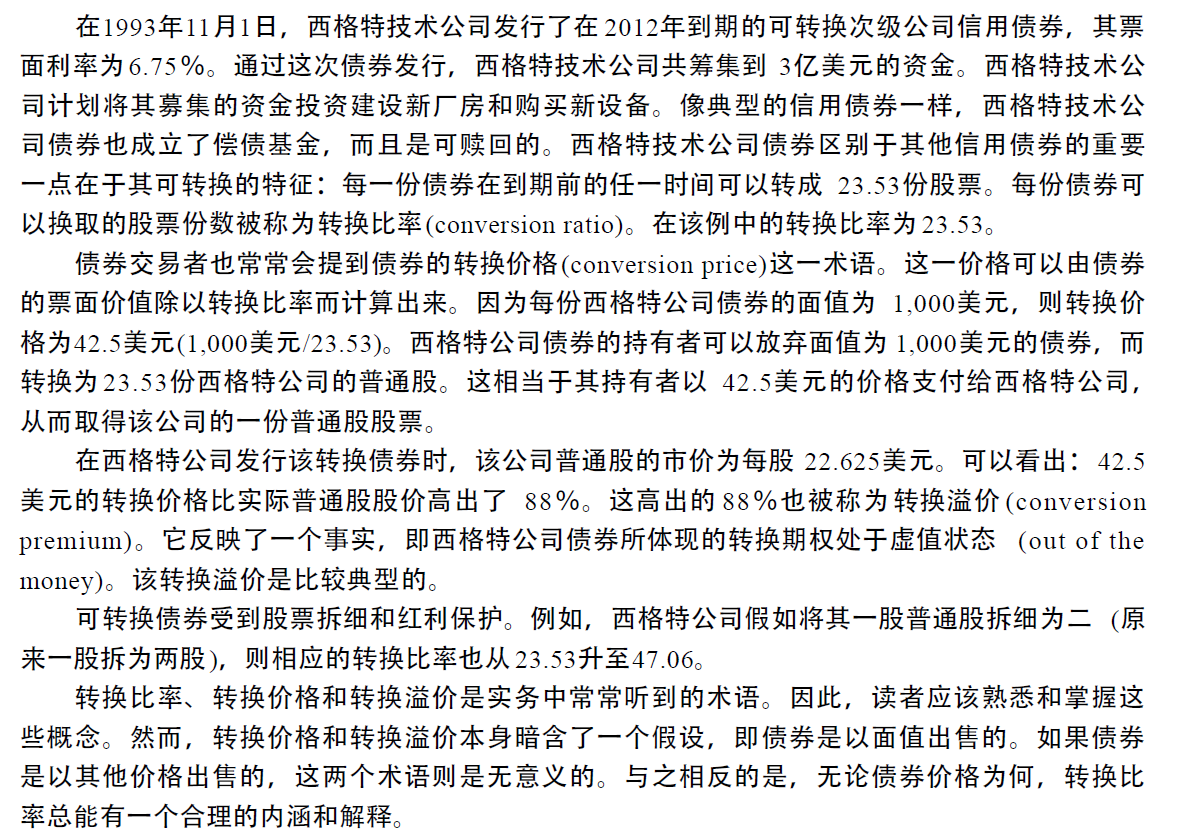 在1993年11月1日，西格特技术公司发行了在2012年到期的可转换次级公司信用债券，其票
面利率为6.75％。通过这次债券发行，西格特技术公司共筹集到 3亿美元的资金。西格特技术公
司计划将其募集的资金投资建设新厂房和购买新设备。像典型的信用债券一样，西格特技术公
司债券也成立了偿债基金，而且是可赎回的。西格特技术公司债券区别于其他信用债券的重要
一点在于其可转换的特征：每一份债券在到期前的任一时间可以转成 23.53份股票。每份债券可
以换取的股票份数被称为转换比率(conversion ratio)。在该例中的转换比率为23.53。
债券交易者也常常会提到债券的转换价格(conversion price)这一术语。这一价格可以由债券
的票面价值除以转换比率而计算出来。因为每份西格特公司债券的面值为 1,000美元，则转换价
格为42.5美元(1,000美元/23.53)。西格特公司债券的持有者可以放弃面值为 1,000美元的债券，而
转换为23.53份西格特公司的普通股。这相当于其持有者以 42.5美元的价格支付给西格特公司，
从而取得该公司的一份普通股股票。
在西格特公司发行该转换债券时，该公司普通股的市价为每股 22.625美元。可以看出：42.5
美元的转换价格比实际普通股股价高出了 88％。这高出的88％也被称为转换溢价(conversion
premium)。它反映了一个事实，即西格特公司债券所体现的转换期权处于虚值状态 (out of the
money)。该转换溢价是比较典型的。
可转换债券受到股票拆细和红利保护。例如，西格特公司假如将其一股普通股拆细为二 (原
来一股拆为两股)，则相应的转换比率也从23.53升至47.06。
转换比率、转换价格和转换溢价是实务中常常听到的术语。因此，读者应该熟悉和掌握这
些概念。然而，转换价格和转换溢价本身暗含了一个假设，即债券是以面值出售的。如果债券
是以其他价格出售的，这两个术语则是无意义的。与之相反的是，无论债券价格为何，转换比
率总能有一个合理的内涵和解释。